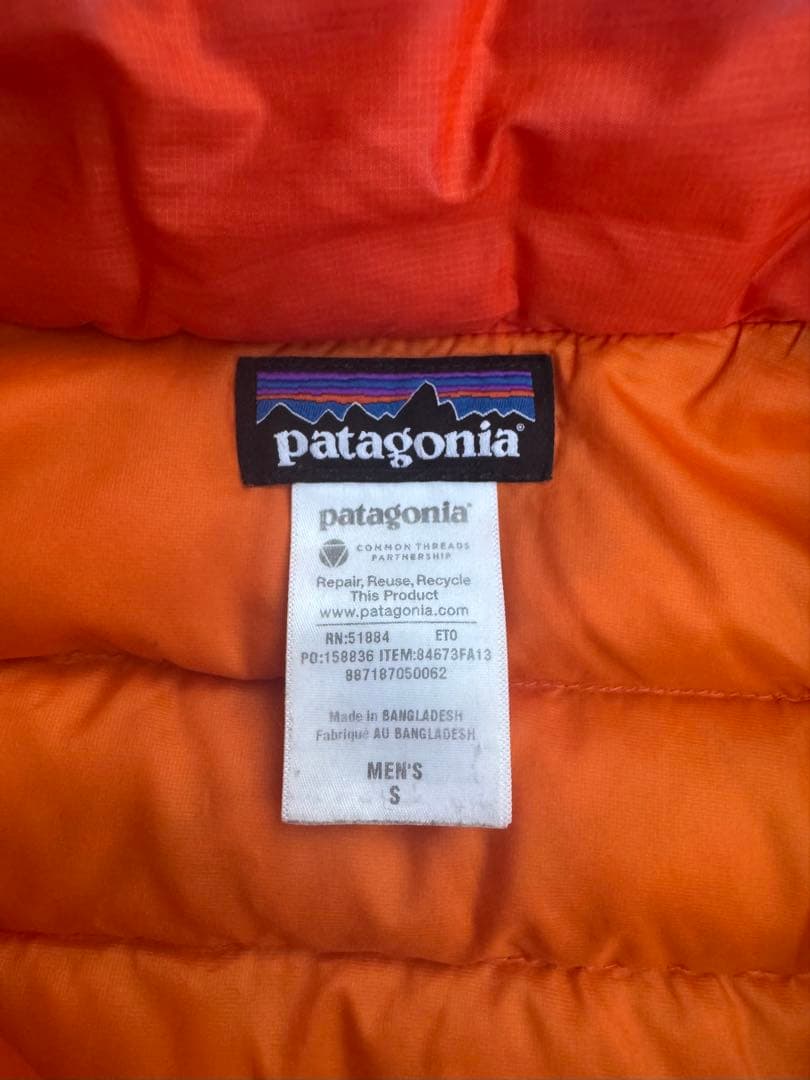 patagonia®
patagonia®
COMMON THREADS
PARTNERSHIP
Repair, Reuse, Recycle
This Product
www.patagonia.com
RN:51884 ETO
PO:158836 ITEM:84673FA13
887187050062
Made in BANGLADESH
Fabriqué AU BANGLADESH
MEN'S
S